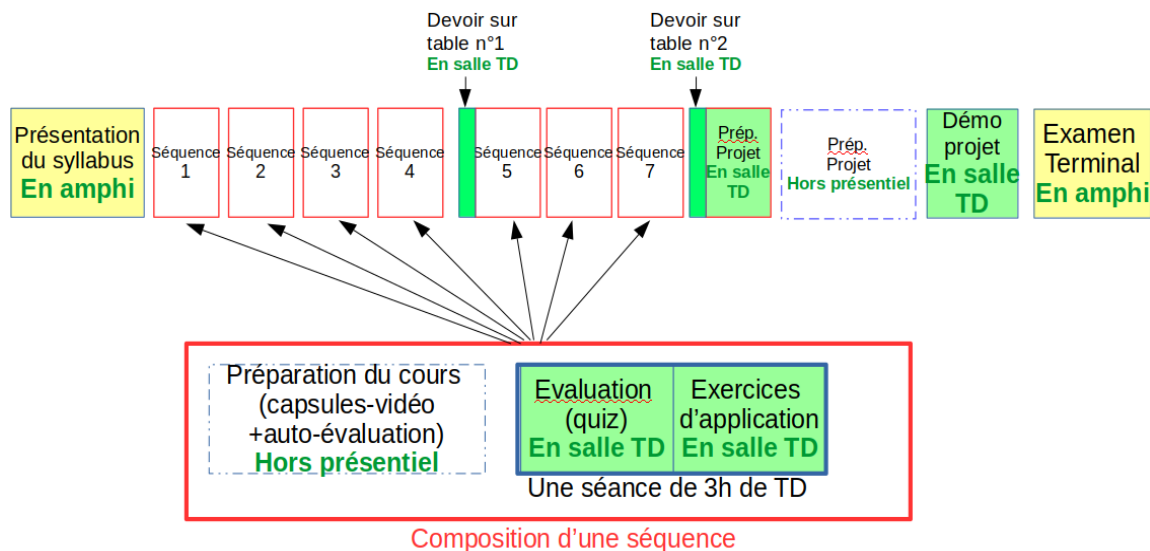 Devoir sur
table n°1
En salle TD
Devoir sur
table n°2
En salle TD
Présentation
du syllabus
En amphi
Séquence
1
Séquence
2
Séquence
3
Séquence
4
Séquence
5
Séquence
6
Séquence
7
Prép.
Projet
En salle
TD
Prép.
Projet
Hors présentiel
Démo
projet
En salle
TD
Examen
Terminal
En amphi
Préparation du cours
(capsules-vidéo
+auto-évaluation)
Hors présentiel
Evaluation
(quiz)
En salle TD
Exercices
d’application
En salle TD
Une séance de 3h de TD
Composition d’une séquence